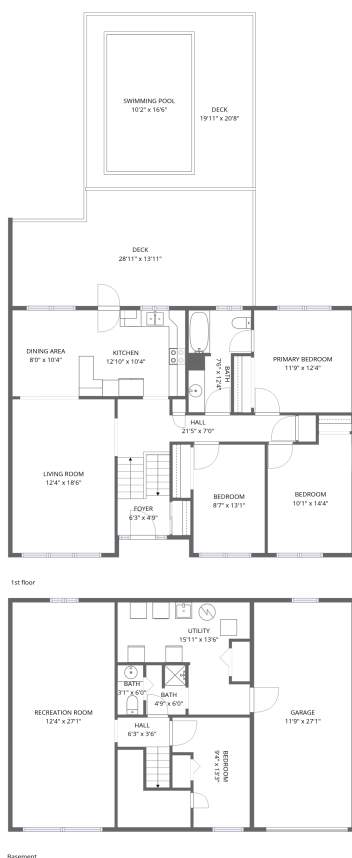 SWIMMING POOL
10'2" x 16'6"
DECK
19'11" x 20'8"
DECK
28'11" x 13'11"
DINING AREA
8'0" x 10'4"
KITCHEN
12'10" x 10'4"
BATH
7'6" x 12'4"
PRIMARY BEDROOM
11'9" x 12'4"
HALL
21'5" x 7'0"
LIVING ROOM
12'4" x 18'6"
FOYER
6'3" x 4'9"
BEDROOM
8'7" x 13'1"
BEDROOM
10'1" x 14'4"
1st floor
UTILITY
15'11" x 13'6"
BATH
3'1" x 6'0"
BATH
4'9" x 6'0"
RECREATION ROOM
12'4" x 27'1"
HALL
6'3" x 3'6"
BEDROOM
9'4" x 13'3"
GARAGE
11'9" x 27'1"
Basement